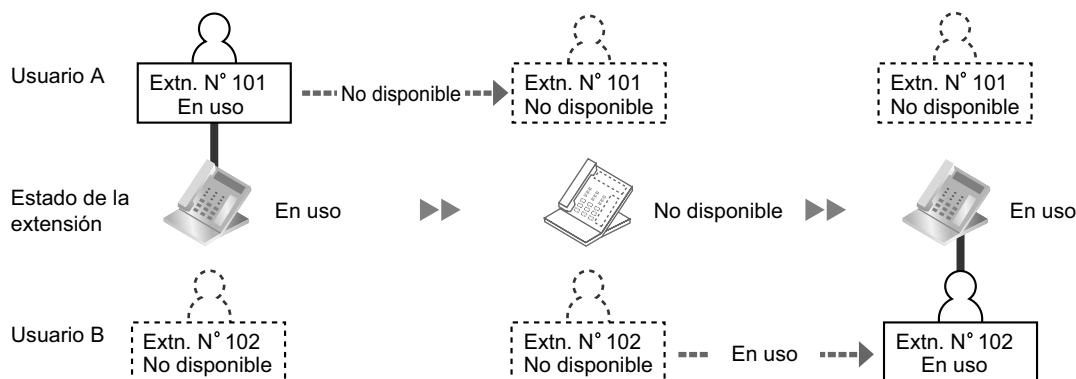 Usuario A
Extn. N° 101
En uso
No disponible
Extn. N° 101
No disponible
Extn. N° 101
No disponible
Estado de la
extensión
En uso
No disponible
En uso
Usuario B
Extn. N° 102
No disponible
Extn. N° 102
No disponible
En uso
Extn. N° 102
En uso